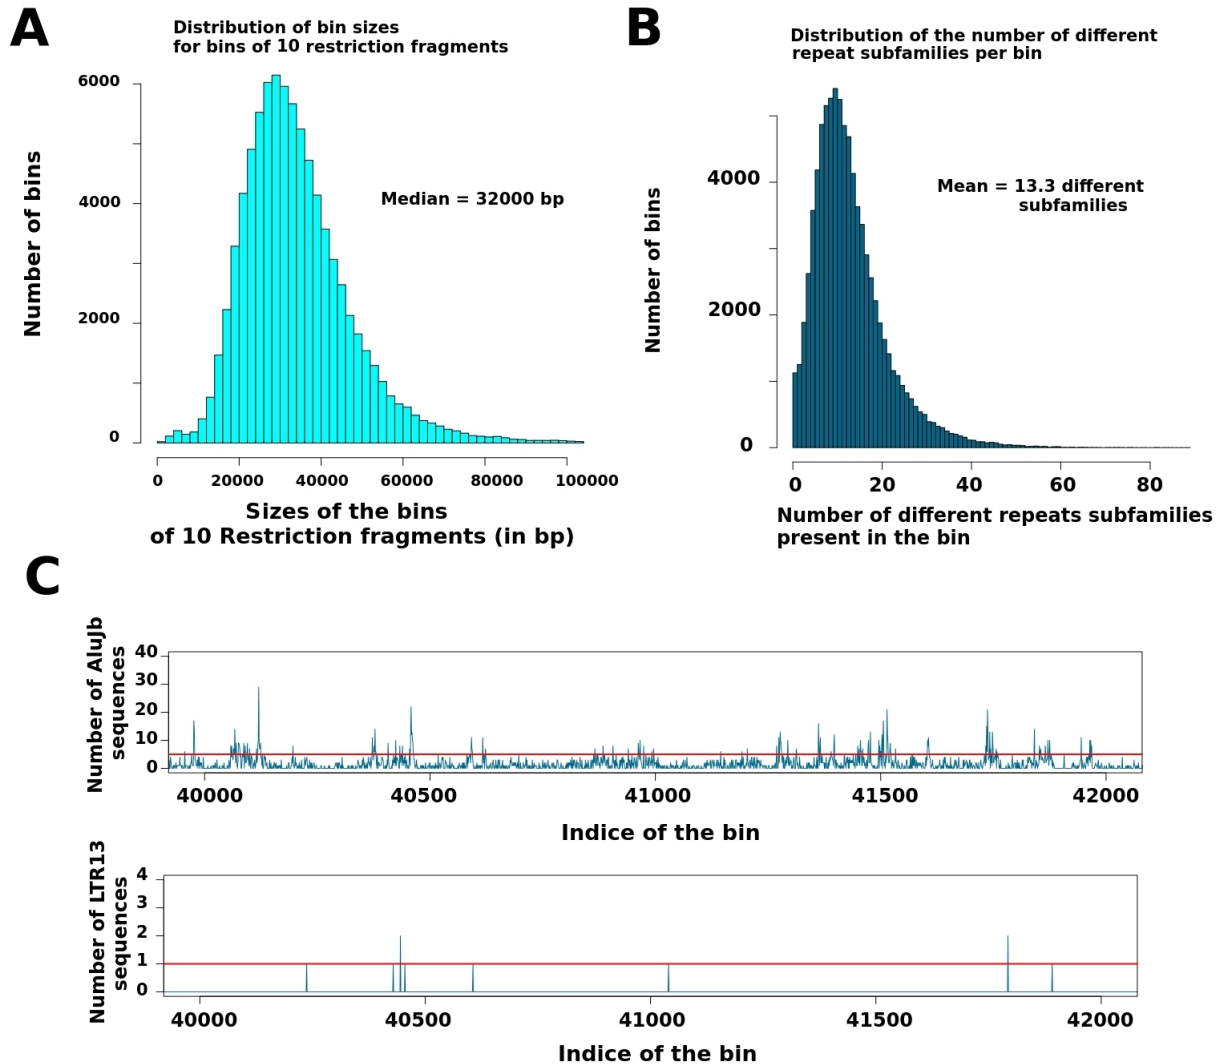 A
Distribution of bin sizes
for bins of 10 restriction fragments
6000
4000
2000
0
Number of bins
Median = 32000 bp
0 20000 40000 60000 80000 100000
Sizes of the bins
of 10 Restriction fragments (in bp)
B
Distribution of the number of different
repeat subfamilies per bin
4000
2000
0
Number of bins
Mean = 13.3 different
subfamilies
0 20 40 60 80
Number of different repeats subfamilies
present in the bin
C
Number of AluJb
sequences
40
30
20
10
0
40000 40500 41000 41500 42000
Indice of the bin
Number of LTR13
sequences
4
3
2
1
0
40000 40500 41000 41500 42000
Indice of the bin